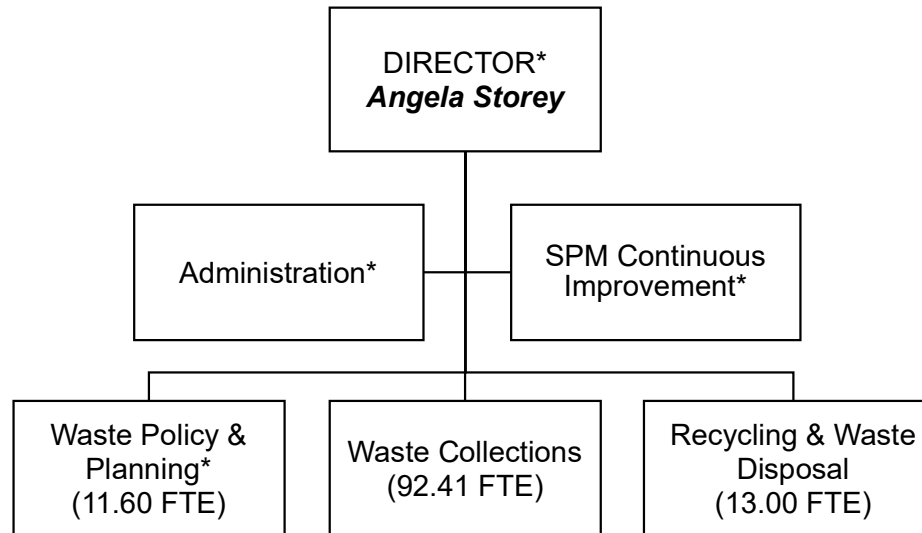 DIRECTOR*
Angela Storey
Administration*
SPM Continuous
Improvement*
Waste Policy &
Planning*
(11.60 FTE)
Waste Collections
(92.41 FTE)
Recycling & Waste
Disposal
(13.00 FTE)